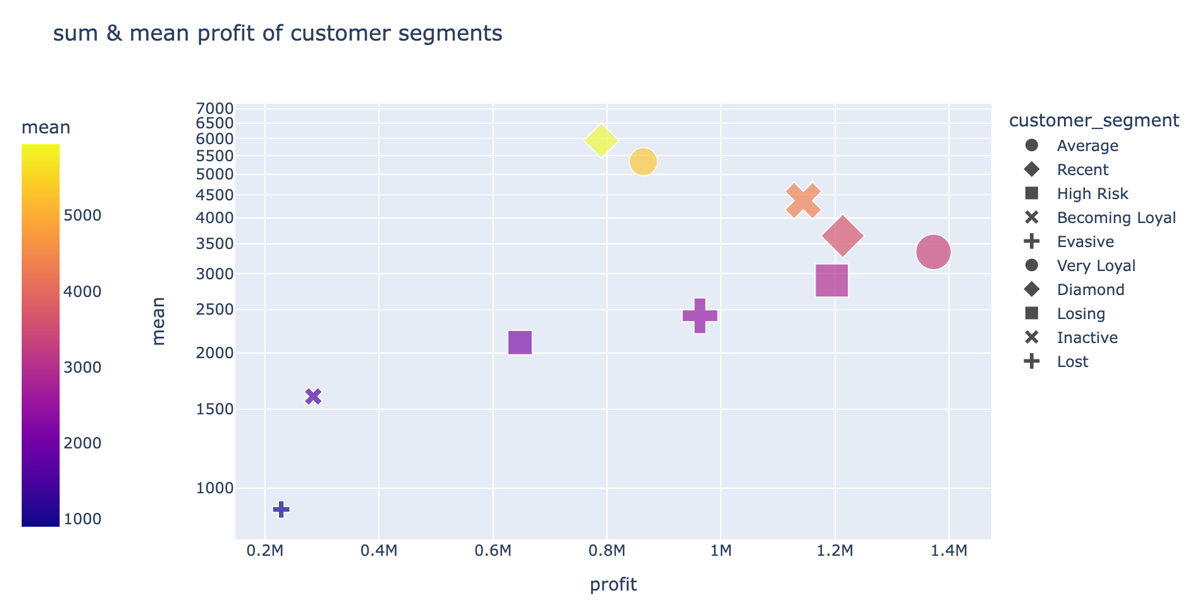 sum & mean profit of customer segments
mean
5000
4000
3000
2000
1000
mean
7000
6500
6000
5500
5000
4500
4000
3500
3000
2500
2000
1500
1000
0.2M
0.4M
0.6M
0.8M
1M
1.2M
1.4M
profit
customer_segment
Average
Recent
High Risk
Becoming Loyal
Evasive
Very Loyal
Diamond
Losing
Inactive
Lost